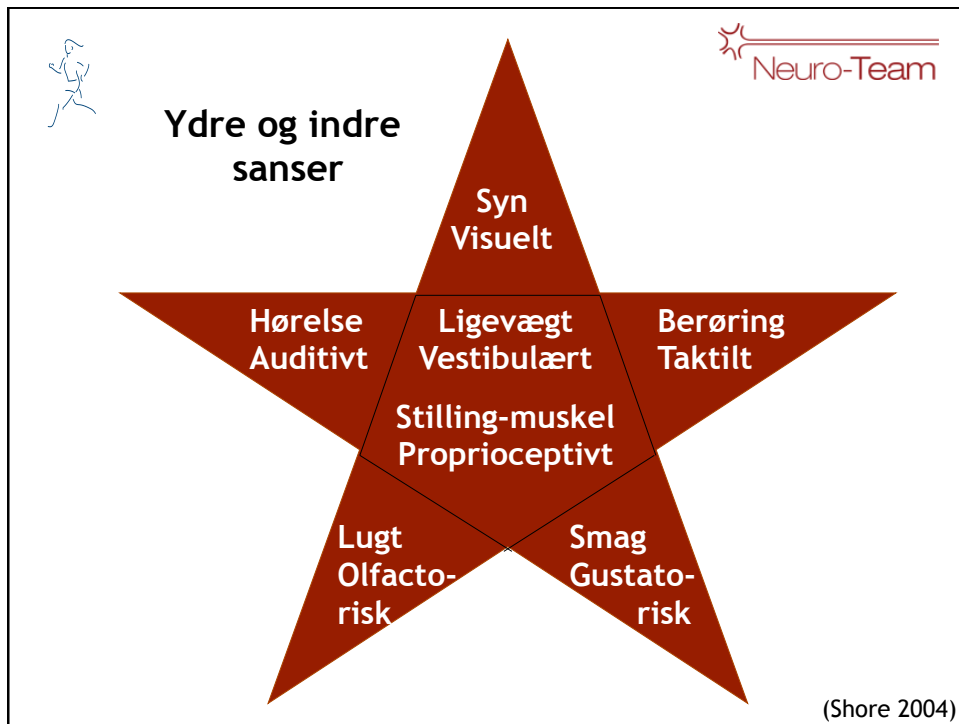 Neuro-Team
Ydre og indre
sanser
Syn
Visuelt
Hørelse
Auditivt
Ligevægt
Vestibulært
Berøring
Taktilt
Stilling-muskel
Proprioceptivt
Lugt
Olfacto-
risk
Smag
Gustato-
risk
(Shore 2004)